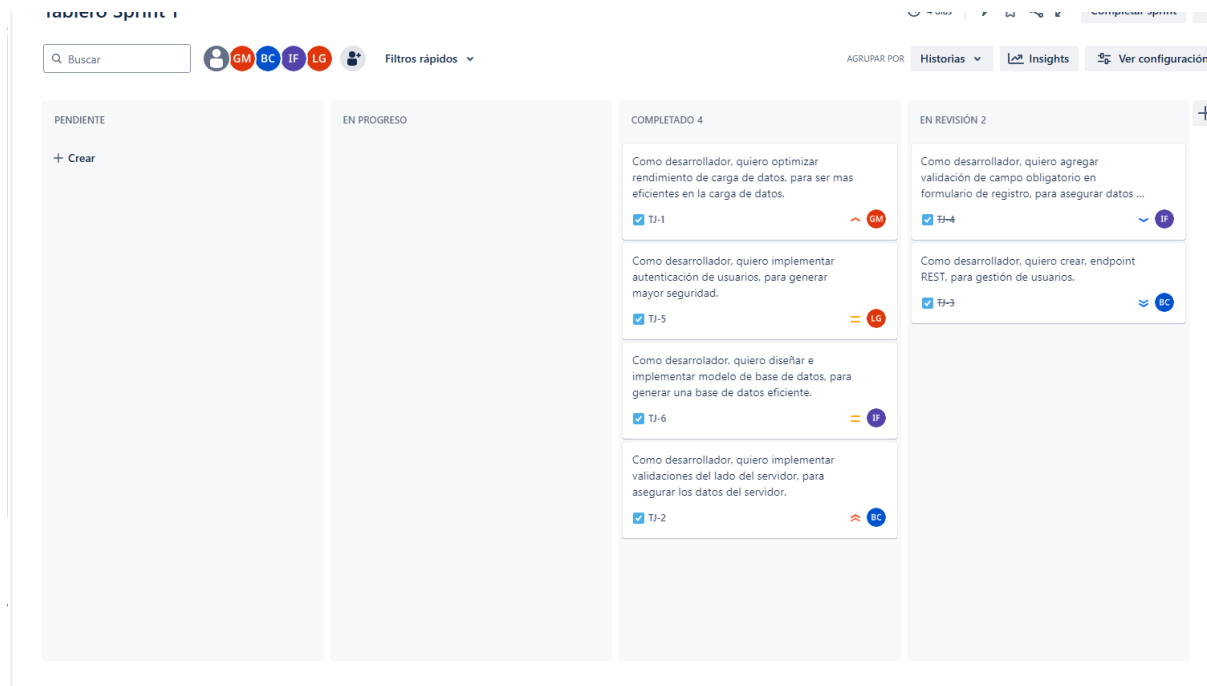 Tablero Sprint 1
4 días
Completar sprint
Buscar
GM BC IF LG
Filtros rápidos
AGRUPAR POR
Historias
Insights
Ver configuración
PENDIENTE
+ Crear
EN PROGRESO
COMPLETADO 4
Como desarrollador, quiero optimizar
rendimiento de carga de datos, para ser mas
eficientes en la carga de datos.
TJ-1
GM
Como desarrollador, quiero implementar
autenticación de usuarios, para generar
mayor seguridad.
TJ-5
LG
Como desarrolador, quiero diseñar e
implementar modelo de base de datos, para
generar una base de datos eficiente.
TJ-6
IF
Como desarrollador, quiero implementar
validaciones del lado del servidor, para
asegurar los datos del servidor.
TJ-2
BC
EN REVISIÓN 2
Como desarrollador, quiero agregar
validación de campo obligatorio en
formulario de registro, para asegurar datos ...
TJ-4
IF
Como desarrollador, quiero crear, endpoint
REST, para gestión de usuarios.
TJ-3
BC